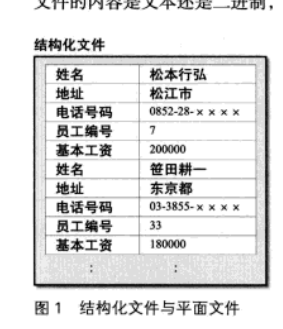 文件的内容是文本还是二进制，
结构化文件
姓名 松本行弘
地址 松江市
电话号码 0852-28-××××
员工编号 7
基本工资 200000
姓名 笹田耕一
地址 东京都
电话号码 03-3855-××××
员工编号 33
基本工资 180000
: :
图 1 结构化文件与平面文件